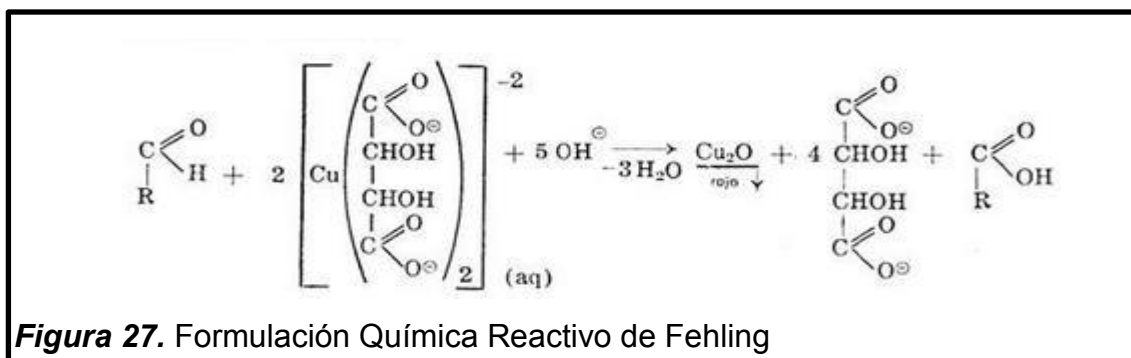 -2
O O
C C
O O⊖ O⊖ O
C CHOH + 5 OH⊖ → Cu₂O + 4 CHOH + C
H + 2 Cu -3 H₂O rojo ↓ OH
R CHOH CHOH R
O O
C C
O⊖ 2 (aq) O⊖
Figura 27. Formulación Química Reactivo de Fehling